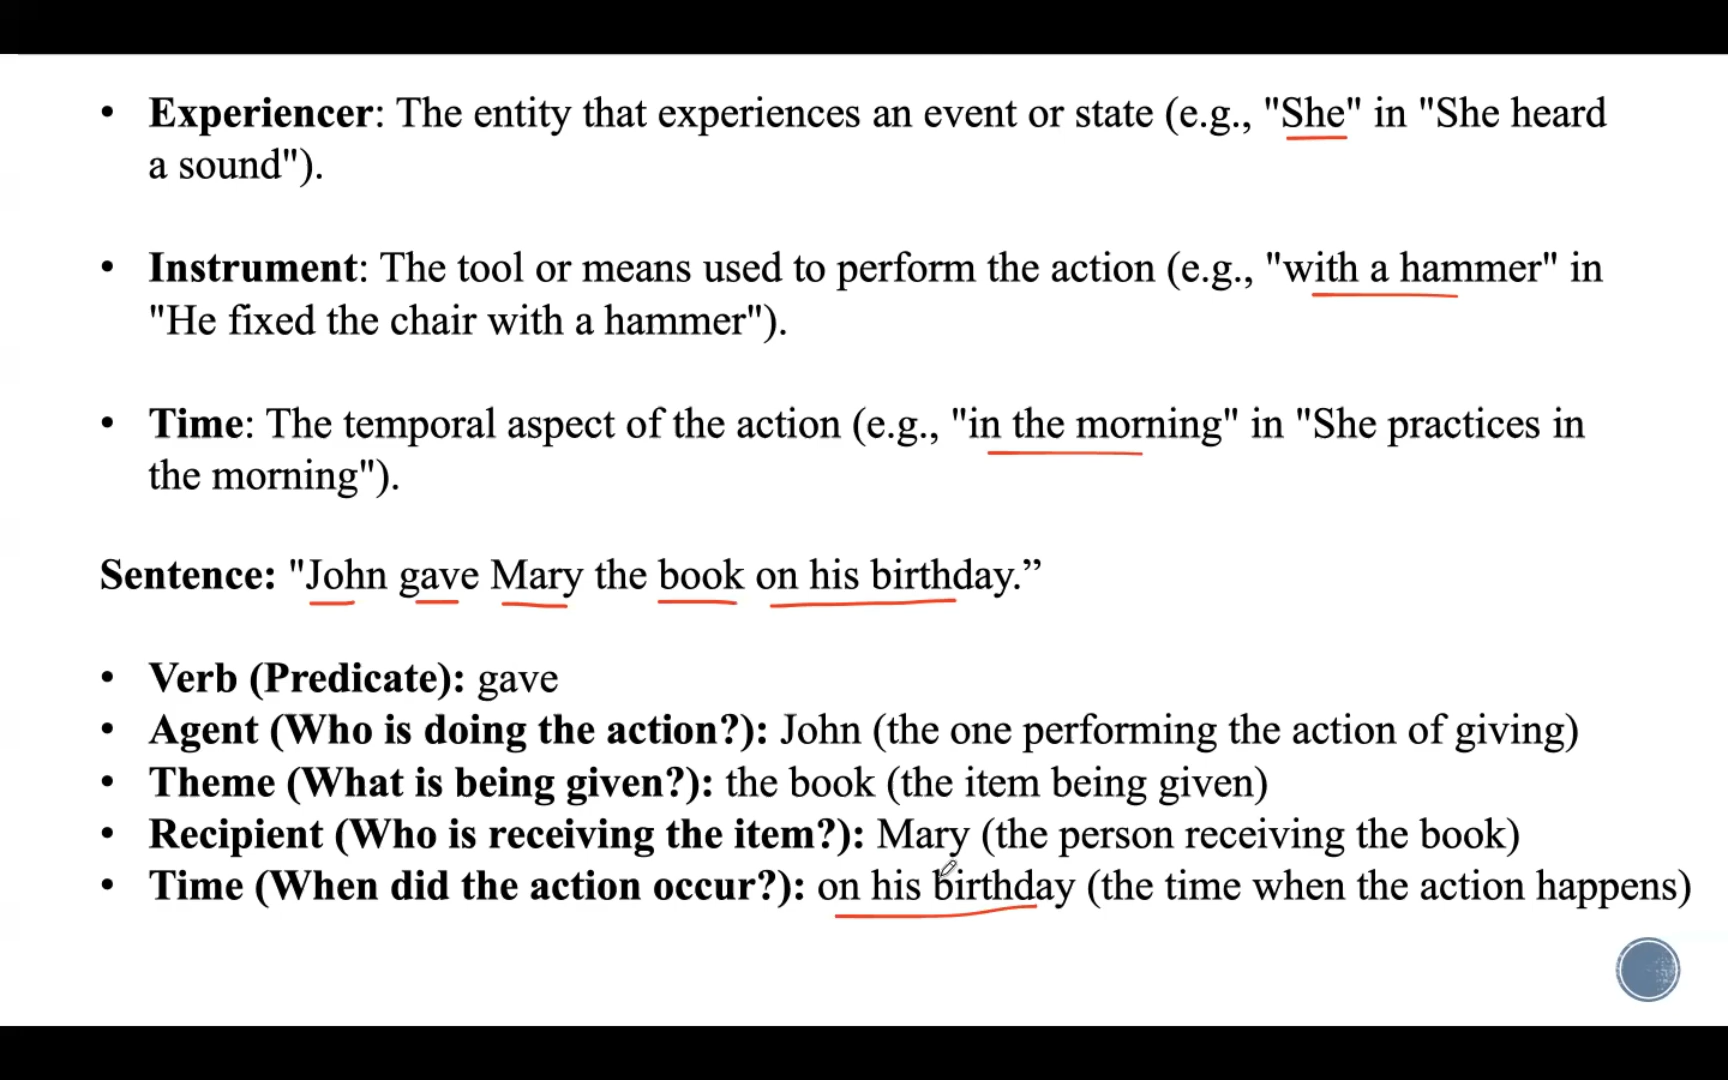 • Experiencer: The entity that experiences an event or state (e.g., "She" in "She heard
a sound").
• Instrument: The tool or means used to perform the action (e.g., "with a hammer" in
"He fixed the chair with a hammer").
• Time: The temporal aspect of the action (e.g., "in the morning" in "She practices in
the morning").
Sentence: "John gave Mary the book on his birthday.”
• Verb (Predicate): gave
• Agent (Who is doing the action?): John (the one performing the action of giving)
• Theme (What is being given?): the book (the item being given)
• Recipient (Who is receiving the item?): Mary (the person receiving the book)
• Time (When did the action occur?): on his birthday (the time when the action happens)